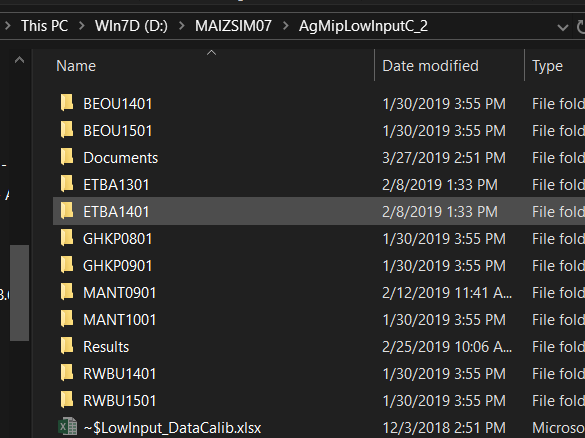 This PC > WIn7D (D:) > MAIZSIM07 > AgMipLowInputC_2
Name Date modified Type
BEOU1401 1/30/2019 3:55 PM File fold
BEOU1501 1/30/2019 3:55 PM File fold
Documents 3/27/2019 2:51 PM File fold
ETBA1301 2/8/2019 1:33 PM File fold
ETBA1401 2/8/2019 1:33 PM File fold
GHKP0801 1/30/2019 3:55 PM File fold
GHKP0901 1/30/2019 3:55 PM File fold
MANT0901 2/12/2019 11:41 A... File fold
MANT1001 1/30/2019 3:55 PM File fold
Results 2/25/2019 10:06 A... File fold
RWBU1401 1/30/2019 3:55 PM File fold
RWBU1501 1/30/2019 3:55 PM File fold
~$LowInput_DataCalib.xlsx 12/3/2018 2:51 PM Microso